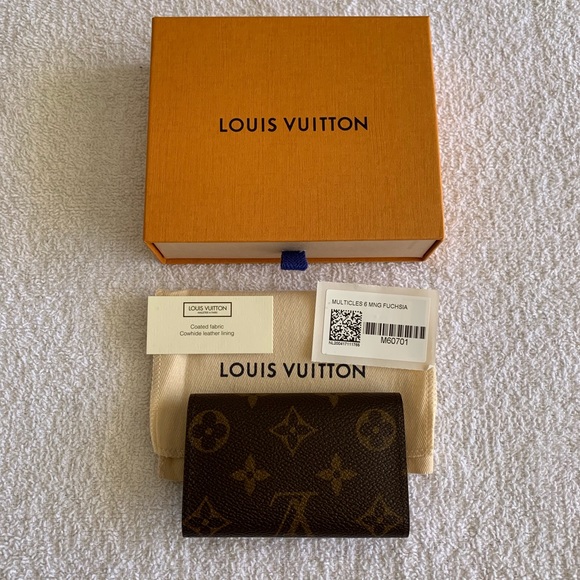 LOUIS VUITTON
LOUIS VUITTON
Coated fabric
Cowhide leather lining
MULTICLES 6 MNG FUCHSIA
M60701
LOUIS VUITTON